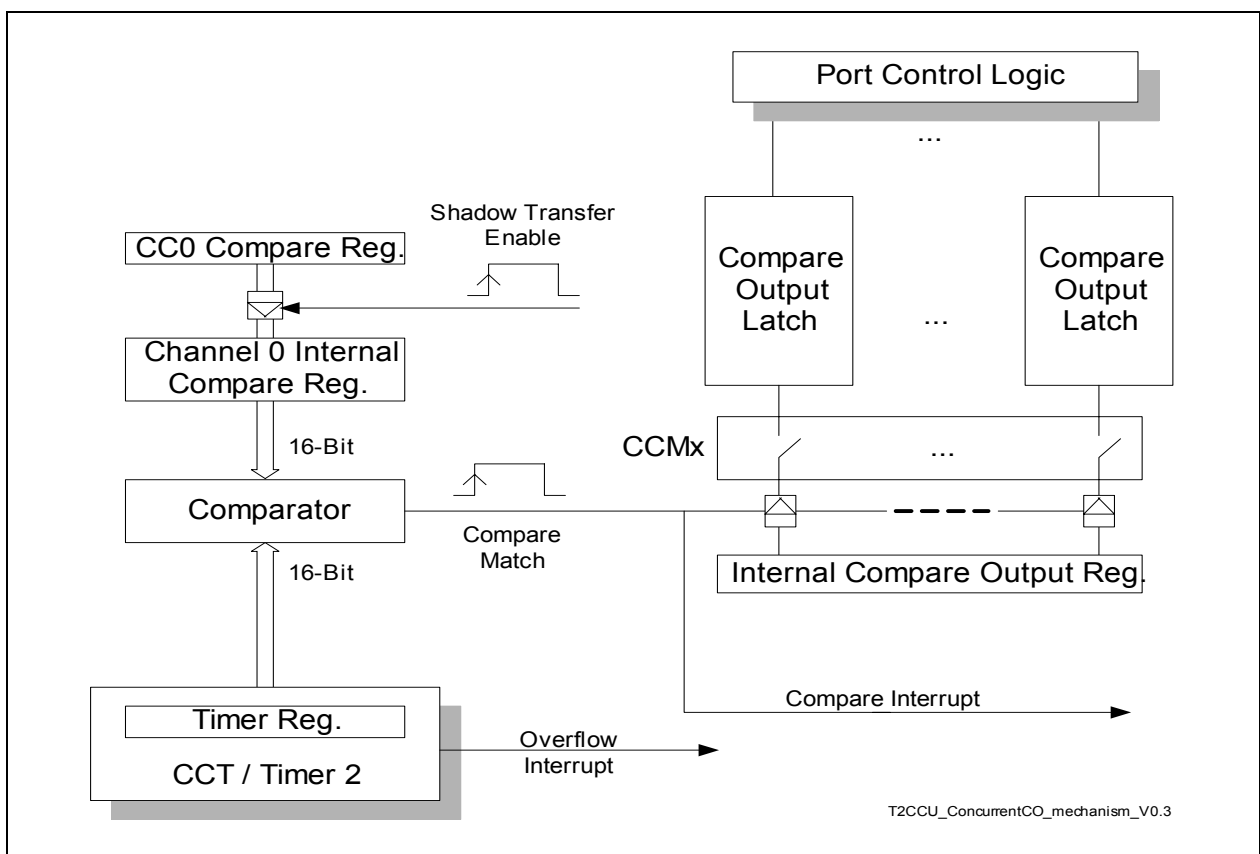 Port Control Logic
...
Shadow Transfer
Enable
CC0 Compare Reg.
Compare
Output
Latch
...
Compare
Output
Latch
Channel 0 Internal
Compare Reg.
16-Bit
CCMx
...
Comparator
Compare
Match
16-Bit
Internal Compare Output Reg.
Compare Interrupt
Timer Reg.
CCT / Timer 2
Overflow
Interrupt
T2CCU_ConcurrentCO_mechanism_V0.3